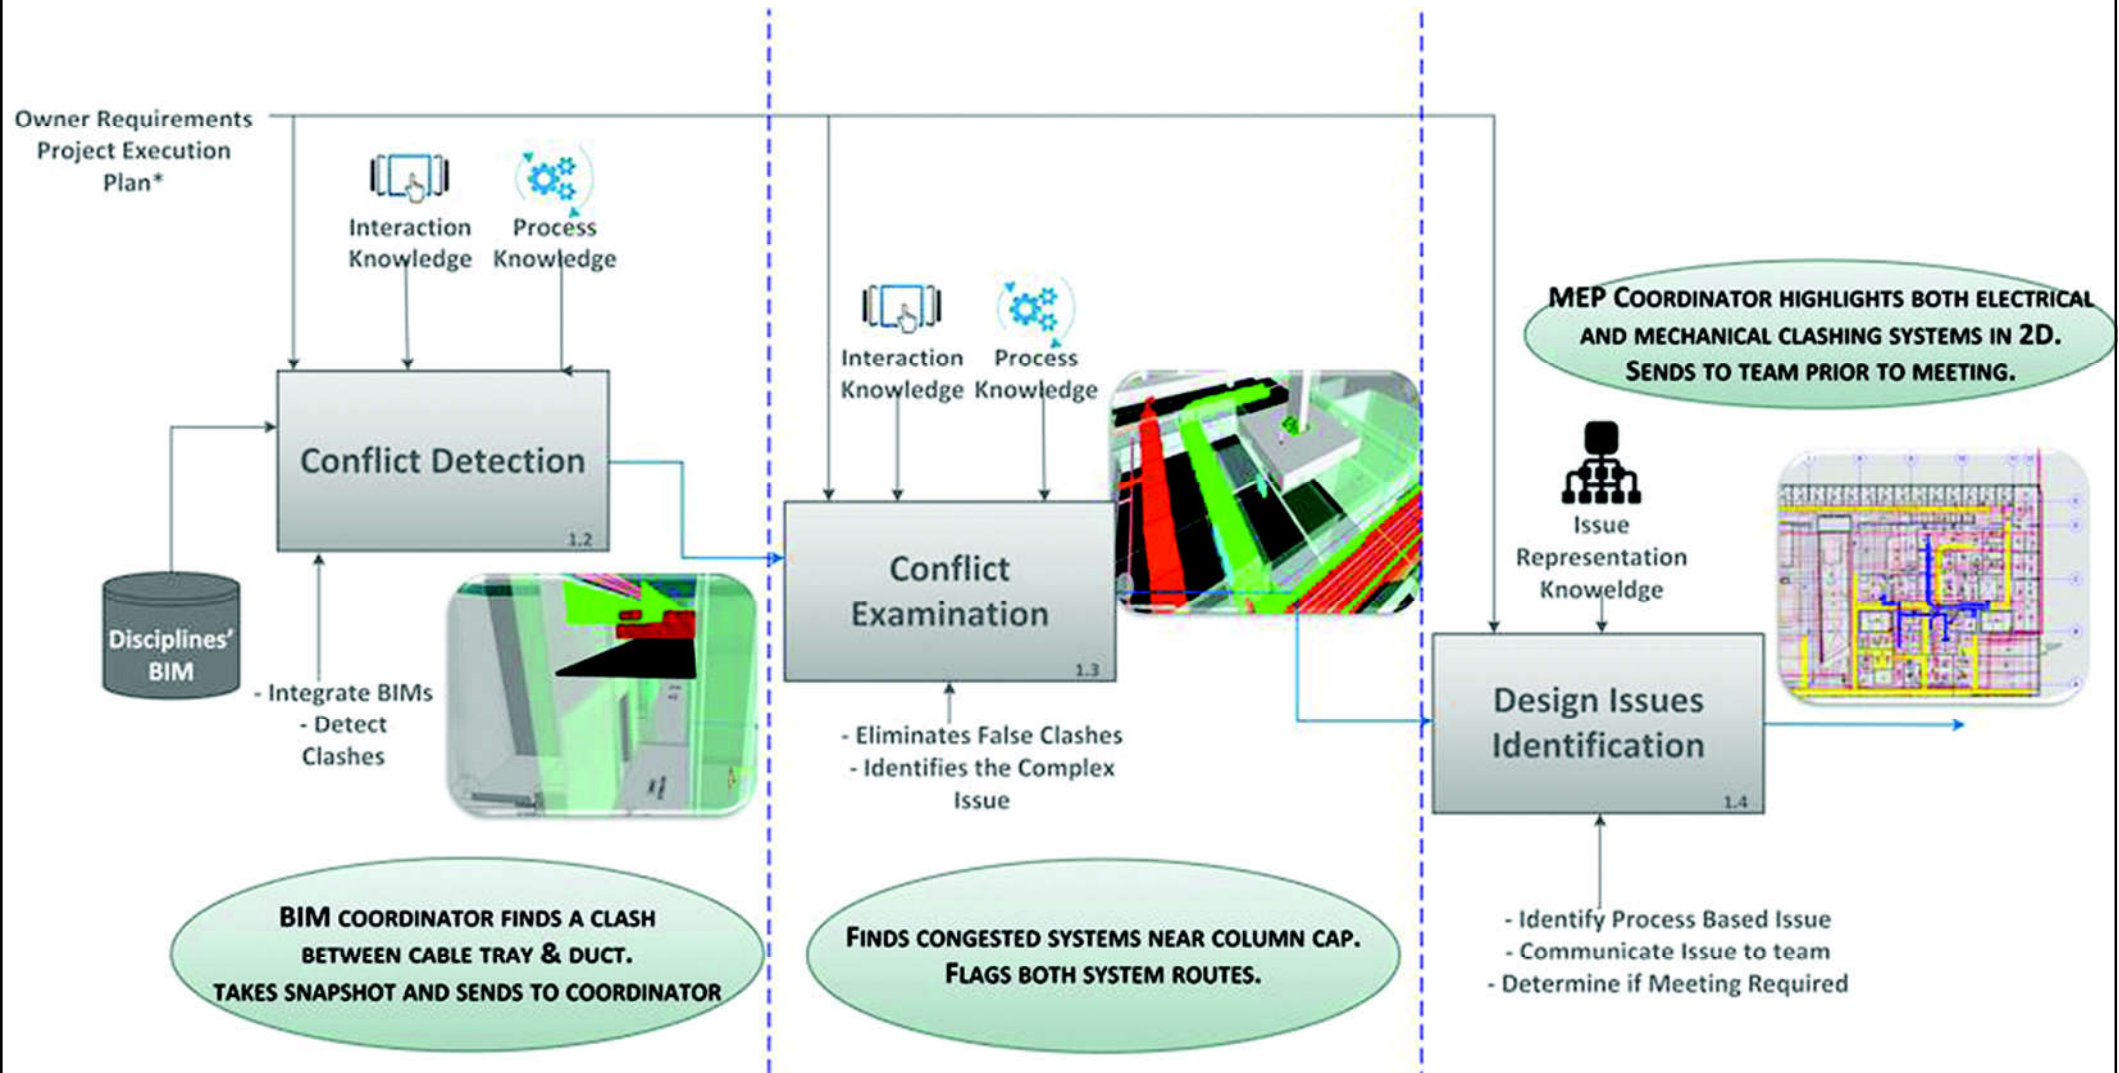 Owner Requirements
Project Execution
Plan*
Interaction
Knowledge
Process
Knowledge
Conflict Detection
1.2
Disciplines'
BIM
- Integrate BIMs
- Detect
Clashes
BIM COORDINATOR FINDS A CLASH
BETWEEN CABLE TRAY & DUCT.
TAKES SNAPSHOT AND SENDS TO COORDINATOR
Interaction
Knowledge
Process
Knowledge
Conflict
Examination
1.3
- Eliminates False Clashes
- Identifies the Complex
Issue
FINDS CONGESTED SYSTEMS NEAR COLUMN CAP.
FLAGS BOTH SYSTEM ROUTES.
MEP COORDINATOR HIGHLIGHTS BOTH ELECTRICAL
AND MECHANICAL CLASHING SYSTEMS IN 2D.
SENDS TO TEAM PRIOR TO MEETING.
Issue
Representation
Knoweldge
Design Issues
Identification
1.4
- Identify Process Based Issue
- Communicate Issue to team
- Determine if Meeting Required